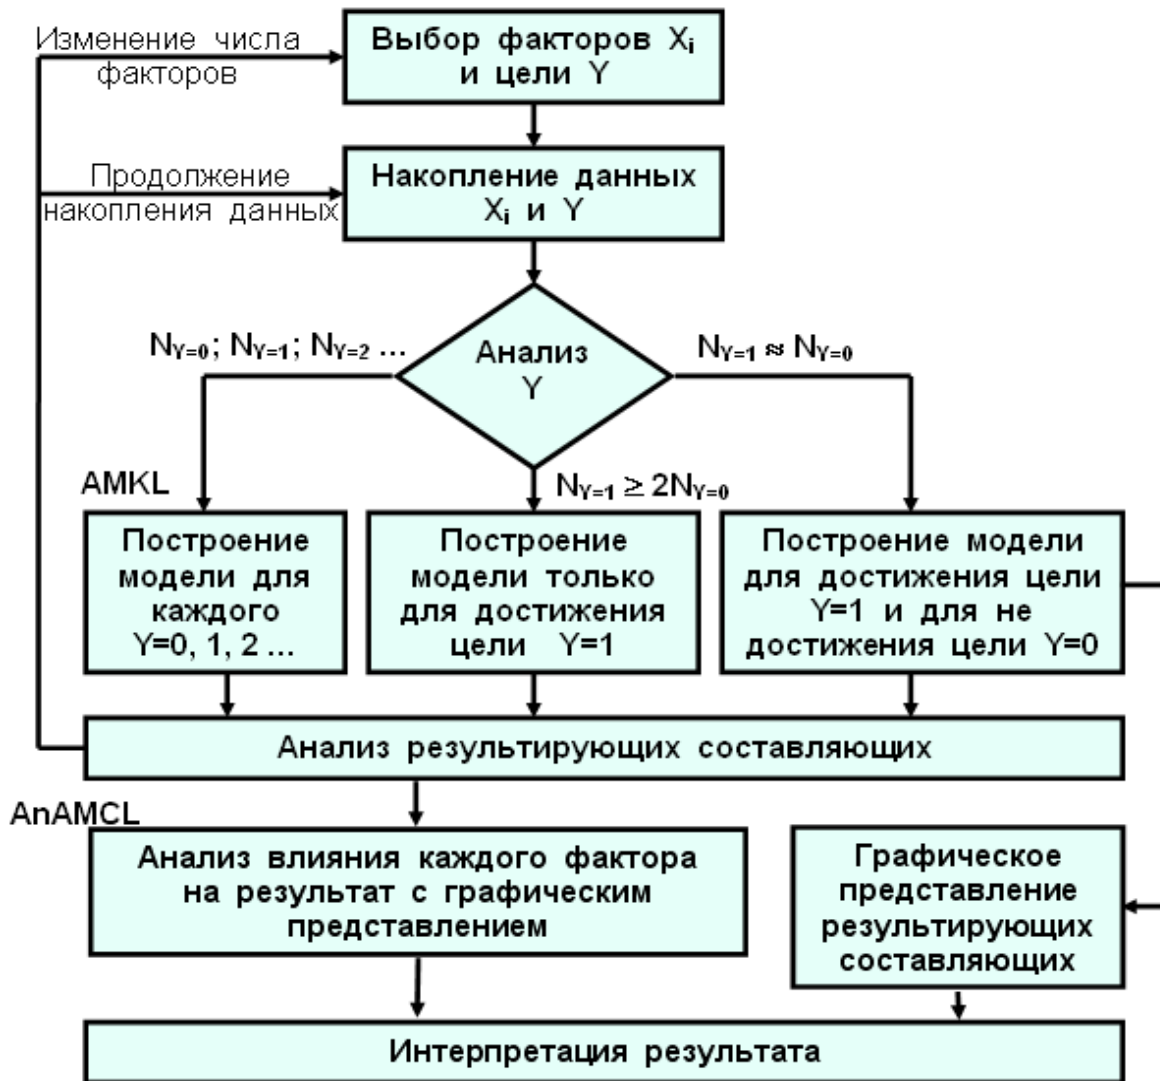 Изменение числа
факторов
Выбор факторов Xi
и цели Y
Продолжение
накопления данных
Накопление данных
Xi и Y
NY=0; NY=1; NY=2 ...
Анализ
Y
NY=1 ≈ NY=0
AMKL
NY=1 ≥ 2NY=0
Построение
модели для
каждого
Y=0, 1, 2 ...
Построение
модели только
для достижения
цели Y=1
Построение модели
для достижения цели
Y=1 и для не
достижения цели Y=0
Анализ результирующих составляющих
AnAMCL
Анализ влияния каждого фактора
на результат с графическим
представлением
Графическое
представление
результирующих
составляющих
Интерпретация результата